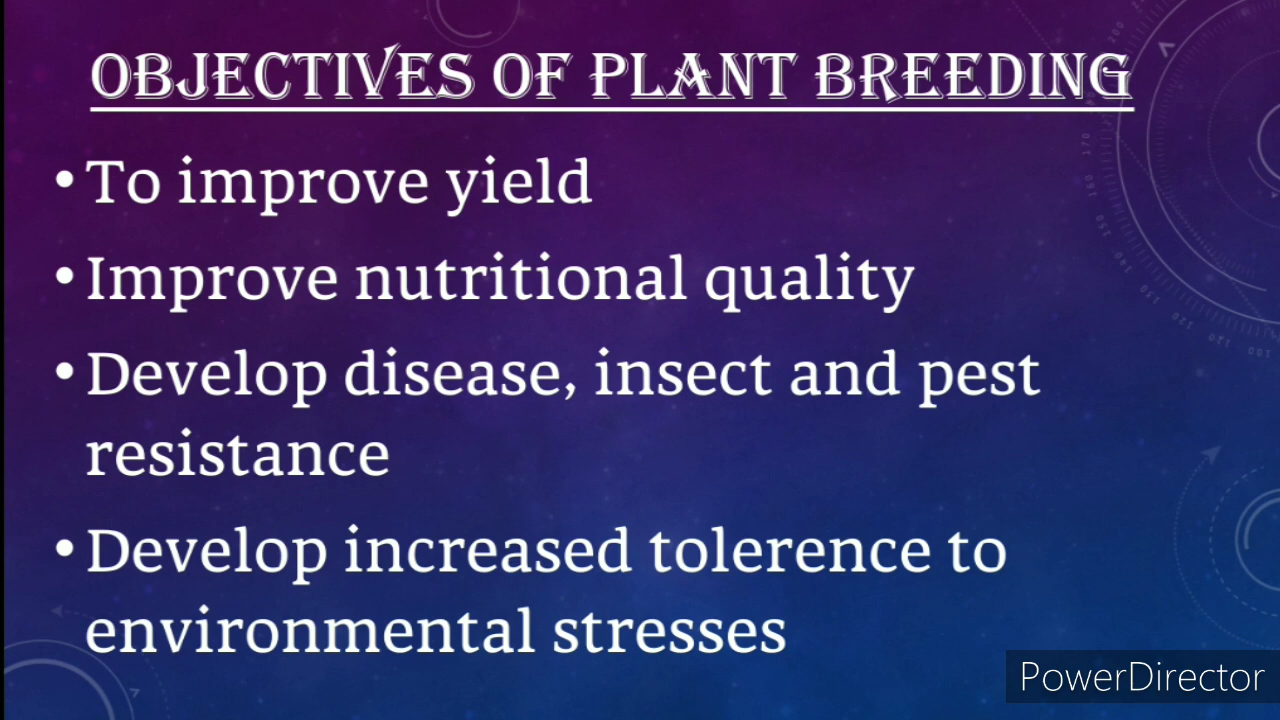 OBJECTIVES OF PLANT BREEDING
• To improve yield
• Improve nutritional quality
• Develop disease, insect and pest
resistance
• Develop increased tolerence to
environmental stresses
PowerDirector